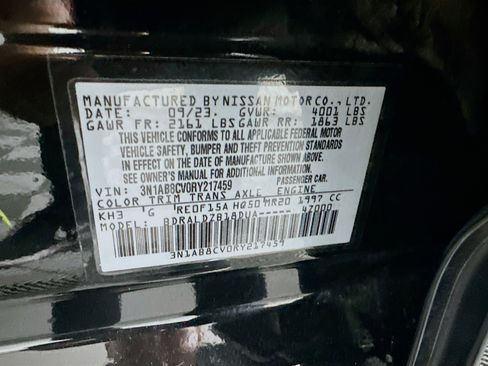 MANUFACTURED BY NISSAN MOTOR CO., LTD.
DATE: 09/23. GVWR: 4001 LBS
GAWR FR: 2161 LBS GAWR RR: 1863 LBS
THIS VEHICLE CONFORMS TO ALL APPLICABLE FEDERAL MOTOR
VEHICLE SAFETY, BUMPER AND THEFT PREVENTION STANDARDS
IN EFFECT ON THE DATE OF MANUFACTURE SHOWN ABOVE.
SEE OWNER'S MANUAL FOR ADDITIONAL INFORMATION.
VIN: 3N1AB8CV0RY217459 PASSENGER CAR
COLOR TRIM TRANS AXLE ENGINE
KH3 G RE0F15A HQ50 MR20 1997 CC
MODEL: BDRALDZB18DUA----- 47000
3N1AB8CV0RY217459